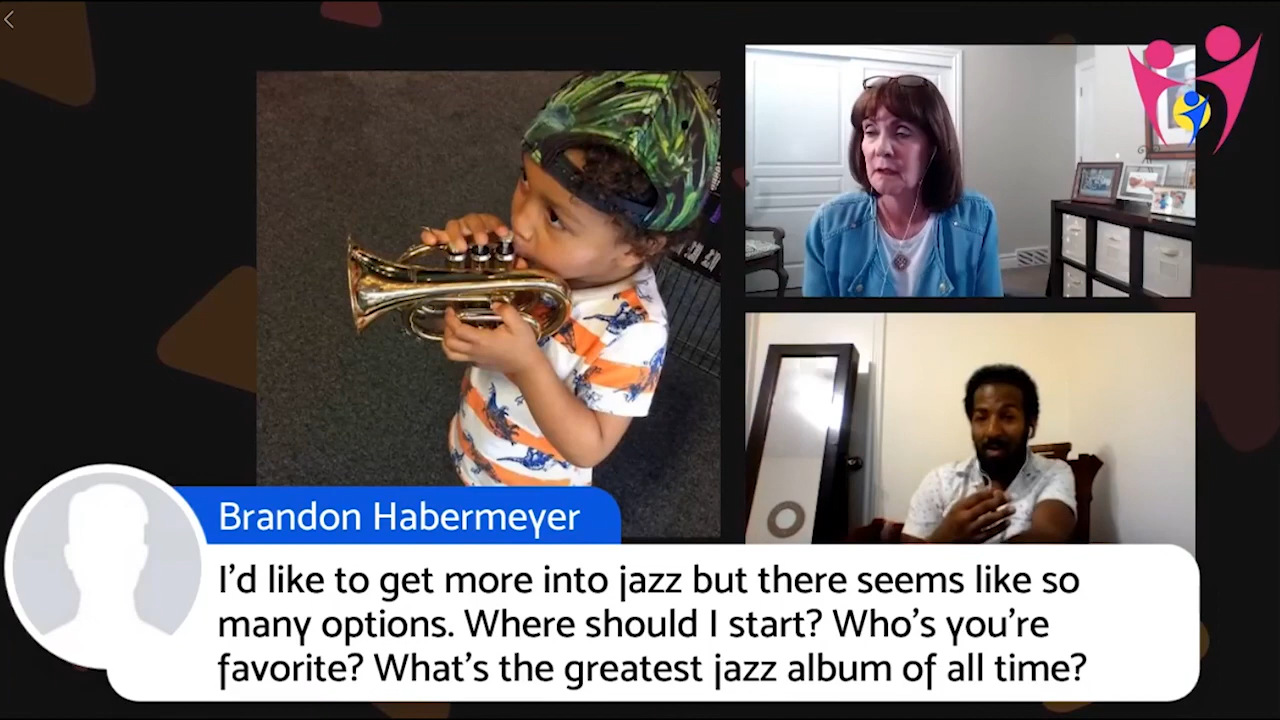 Brandon Habermeyer
I'd like to get more into jazz but there seems like so
many options. Where should I start? Who's you're
favorite? What's the greatest jazz album of all time?